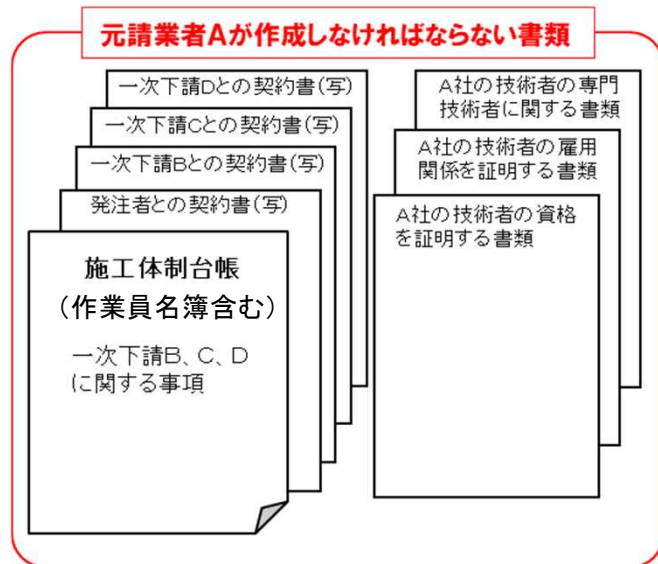 元請業者Aが作成しなければならない書類
一次下請Dとの契約書(写)
一次下請Cとの契約書(写)
一次下請Bとの契約書(写)
発注者との契約書(写)
施工体制台帳
（作業員名簿含む）
一次下請B、C、D
に関する事項
A社の技術者の専門
技術者に関する書類
A社の技術者の雇用
関係を証明する書類
A社の技術者の資格
を証明する書類